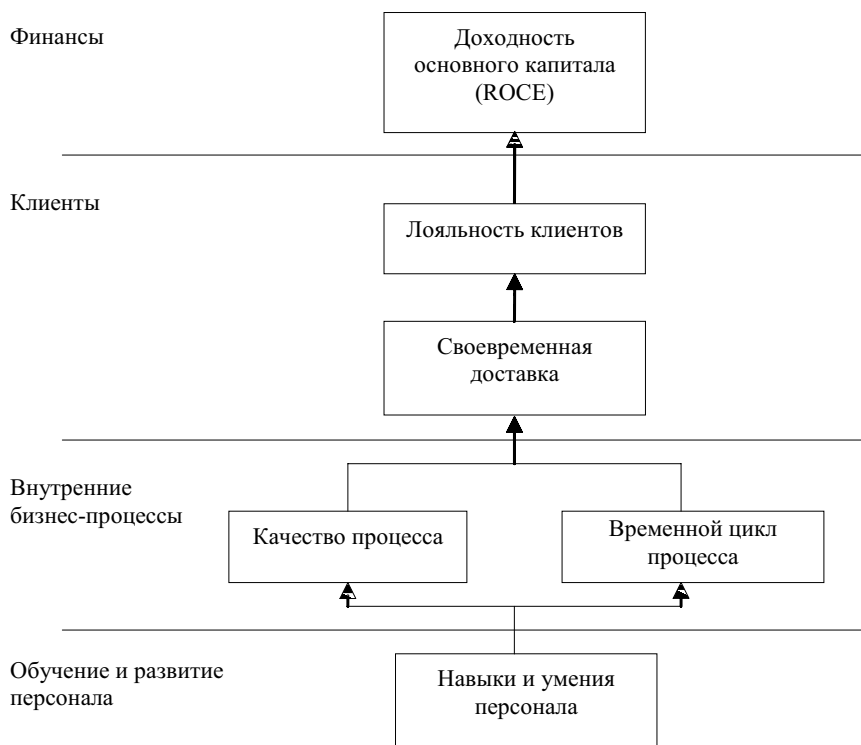 Финансы
Доходность
основного капитала
(ROCE)
Клиенты
Лояльность клиентов
Своевременная
доставка
Внутренние
бизнес-процессы
Качество процесса
Временной цикл
процесса
Обучение и развитие
персонала
Навыки и умения
персонала